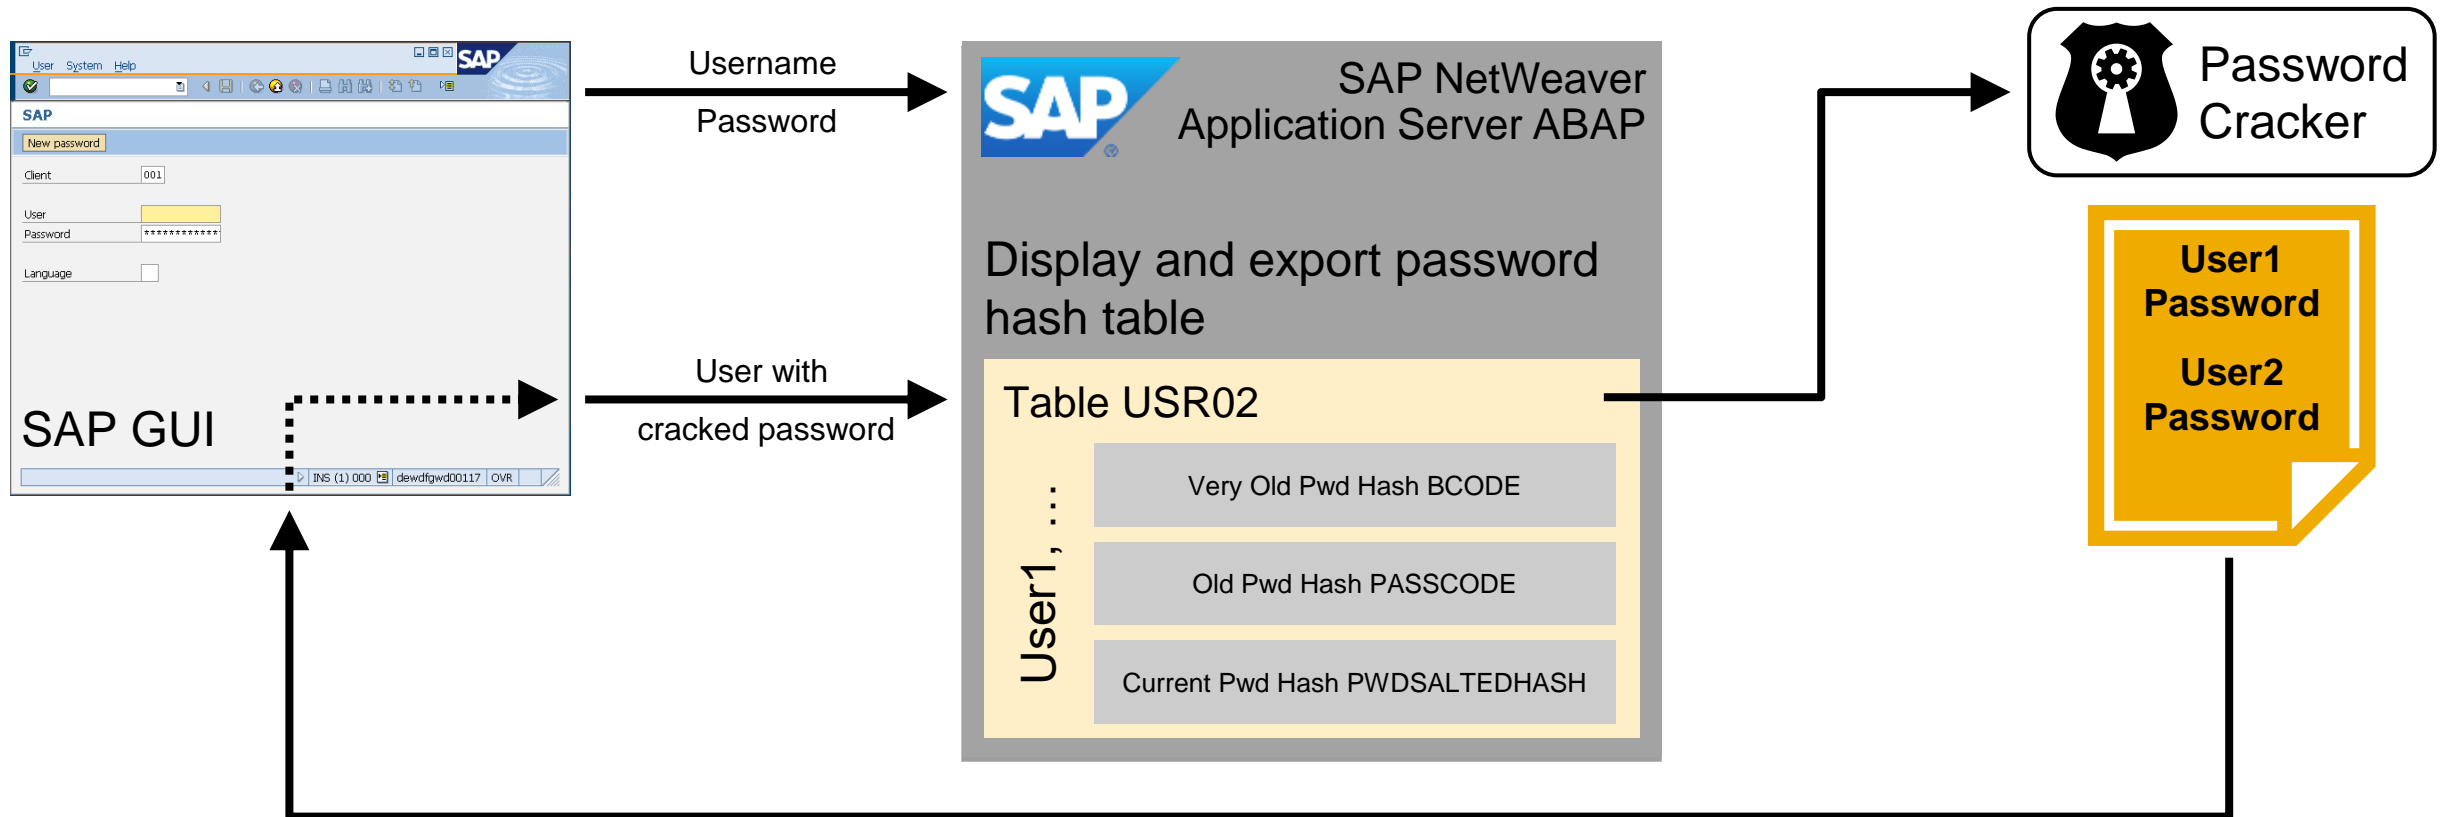 User System Help
SAP
SAP
New password
Client 001
User
Password ************
Language
SAP GUI
INS (1) 000 dewdfgwd00117 OVR
Username
Password
User with
cracked password
SAP
SAP NetWeaver
Application Server ABAP
Display and export password
hash table
Table USR02
User1, ...
Very Old Pwd Hash BCODE
Old Pwd Hash PASSCODE
Current Pwd Hash PWDSALTEDHASH
Password
Cracker
User1
Password
User2
Password